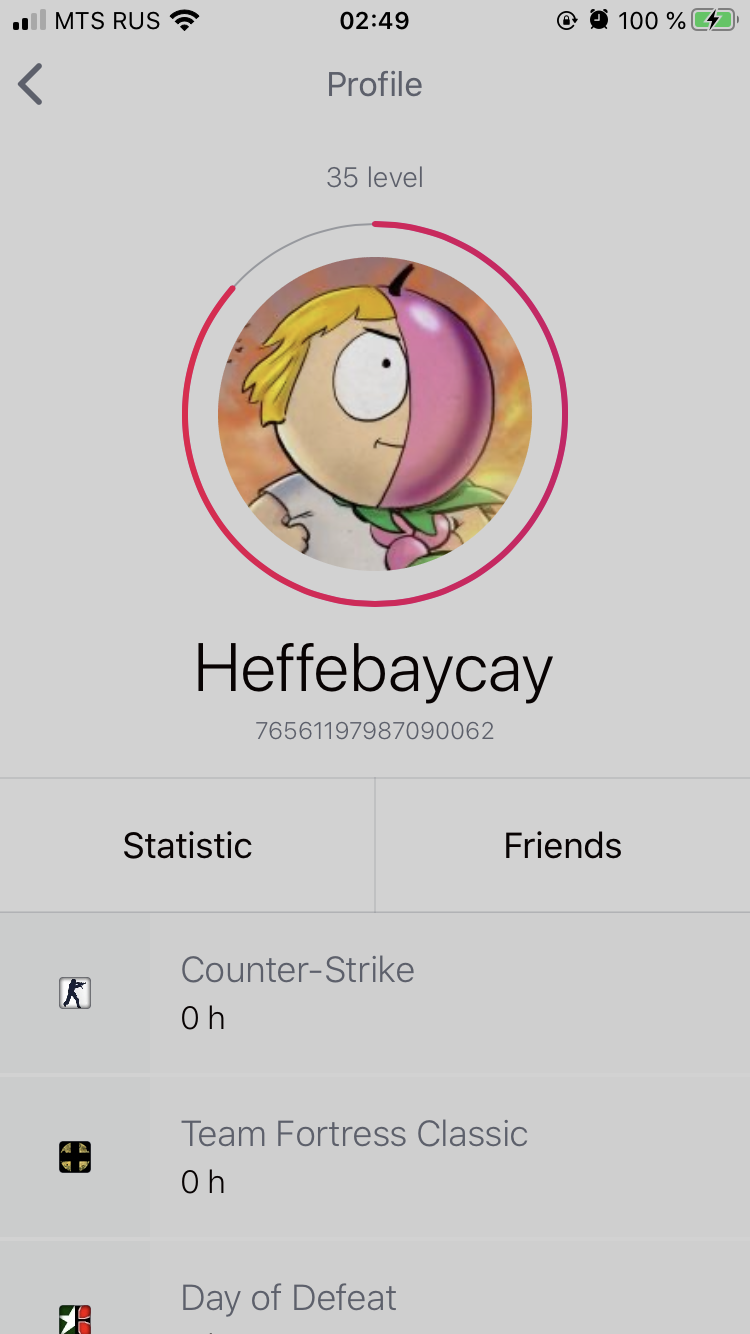 MTS RUS 02:49 100 %
Profile
35 level
Heffebaycay
76561197987090062
Statistic Friends
Counter-Strike
0 h
Team Fortress Classic
0 h
Day of Defeat